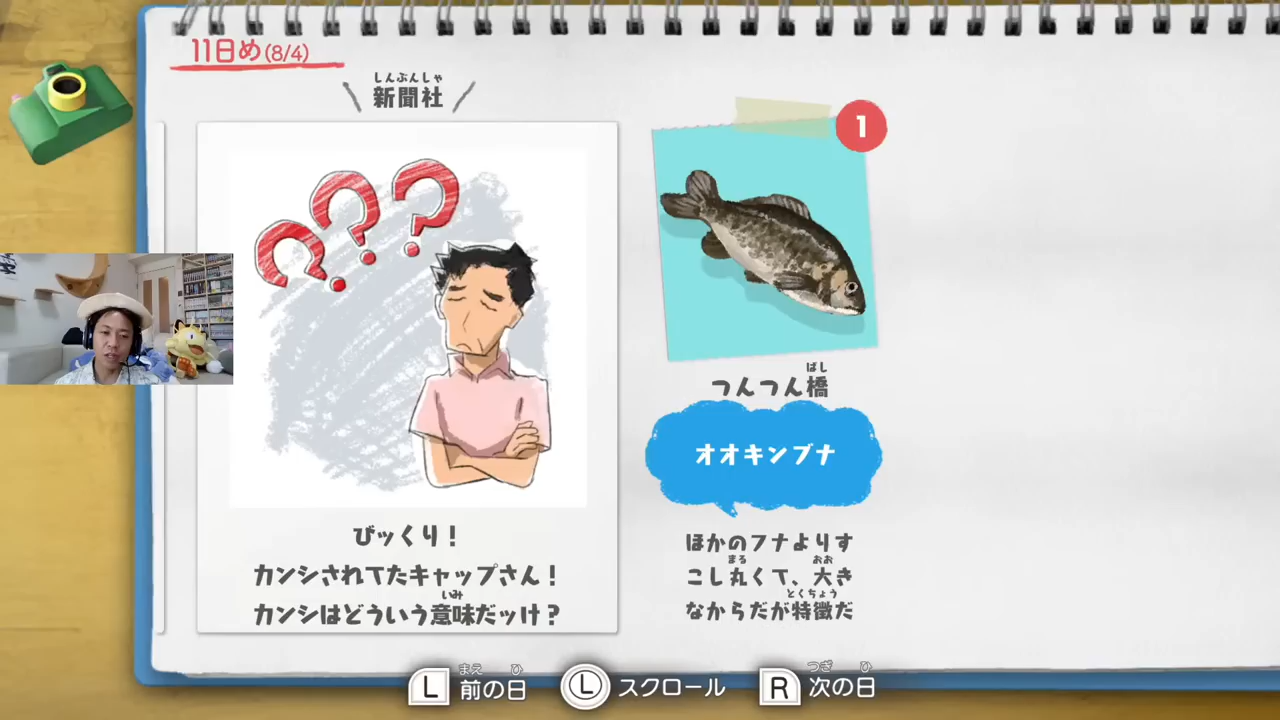 11日め(8/4)
しんぶんしゃ
新聞社
1
ばし
つんつん橋
オオキンブナ
びっくり！
カンシされてたキャップさん！
いみ
カンシはどういう意味だッけ？
ほかのフナよりす
まる おお
こし丸くて、大き
とくちょう
なからだが特徴だ
まえ ひ
L 前の日
L スクロール
つぎ ひ
R 次の日